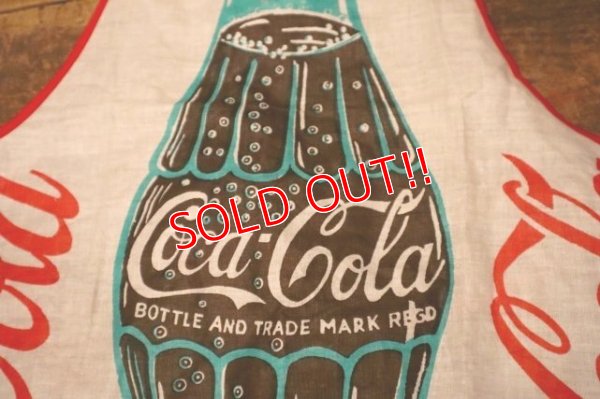 SOLD OUT!!
Coca-Cola
BOTTLE AND TRADE MARK REGD